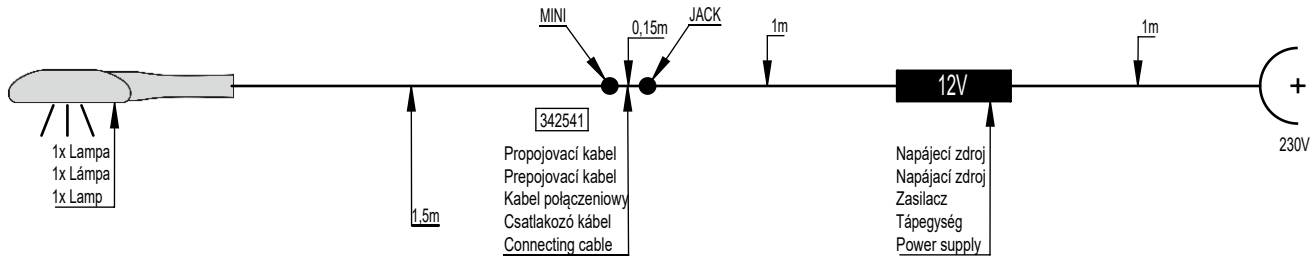 MINI
0,15m
JACK
1m
1m
12V
230V
1x Lampa
1x Lámpa
1x Lamp
1,5m
342541
Propojovací kabel
Prepojovací kabel
Kabel połączeniowy
Csatlakozó kábel
Connecting cable
Napájecí zdroj
Napájací zdroj
Zasilacz
Tápegység
Power supply